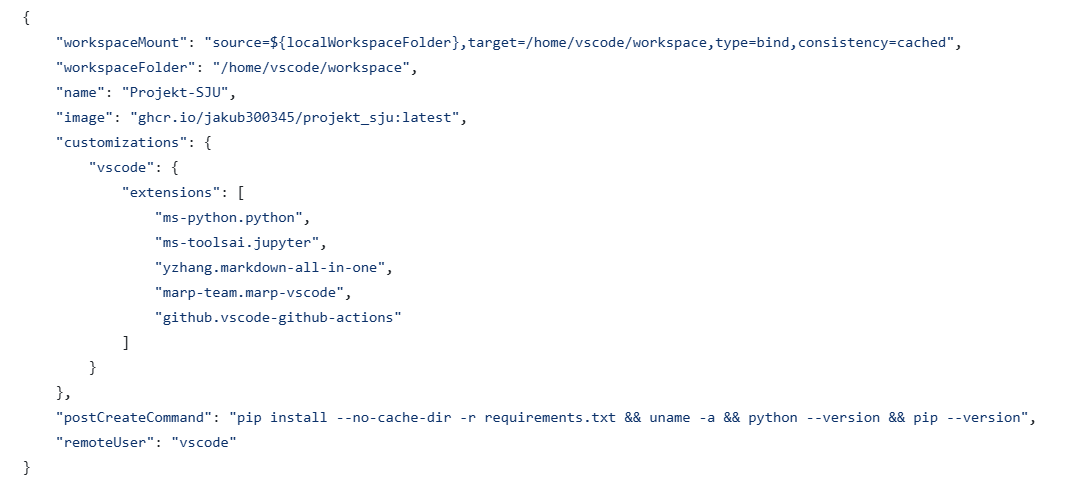 {
    "workspaceMount": "source=${localWorkspaceFolder},target=/home/vscode/workspace,type=bind,consistency=cached",
    "workspaceFolder": "/home/vscode/workspace",
    "name": "Projekt-SJU",
    "image": "ghcr.io/jakub300345/projekt_sju:latest",
    "customizations": {
        "vscode": {
            "extensions": [
                "ms-python.python",
                "ms-toolsai.jupyter",
                "yzhang.markdown-all-in-one",
                "marp-team.marp-vscode",
                "github.vscode-github-actions"
            ]
        }
    },
    "postCreateCommand": "pip install --no-cache-dir -r requirements.txt && uname -a && python --version && pip --version",
    "remoteUser": "vscode"
}